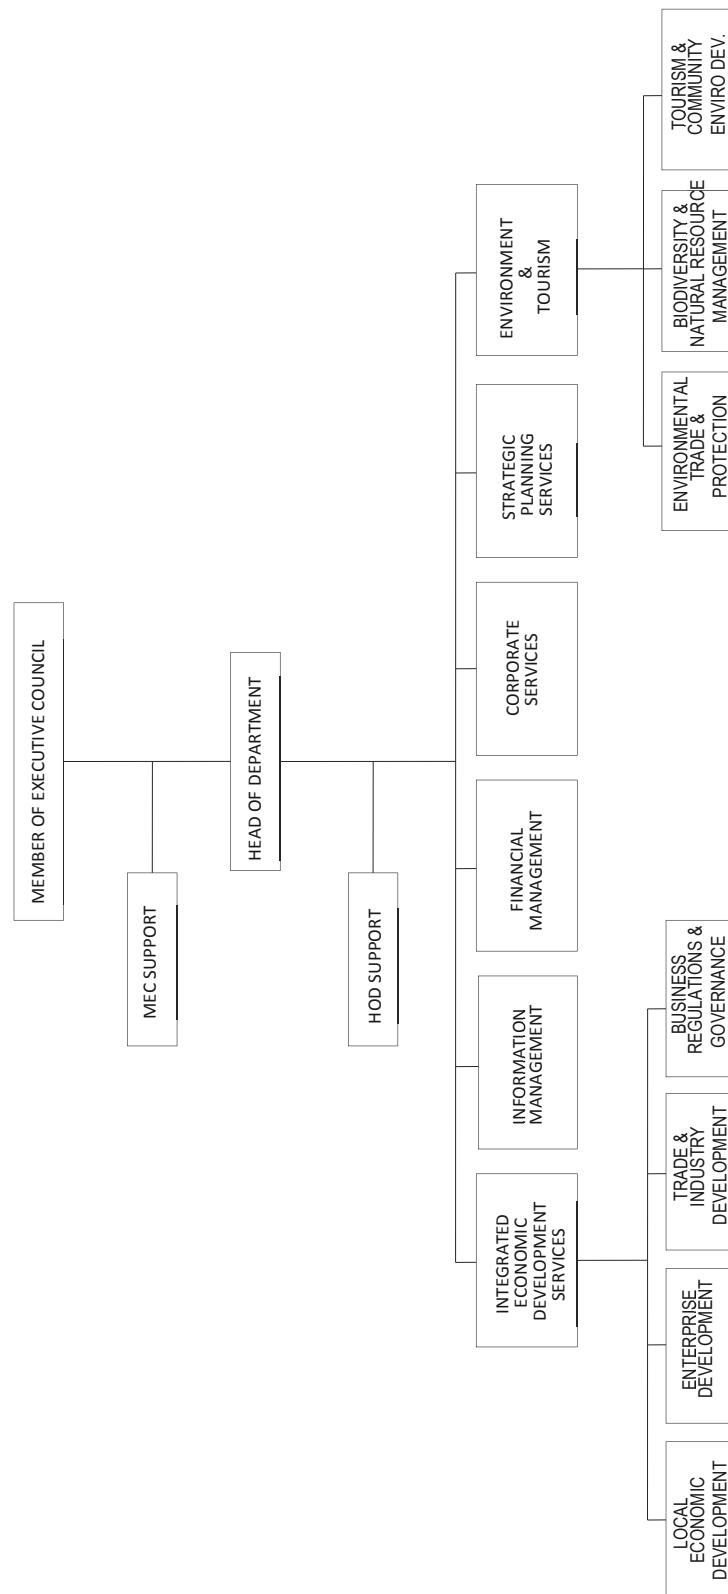 MEMBER OF EXECUTIVE COUNCIL
MEC SUPPORT
HEAD OF DEPARTMENT
HOD SUPPORT
INTEGRATED
ECONOMIC
DEVELOPMENT
SERVICES
INFORMATION
MANAGEMENT
FINANCIAL
MANAGEMENT
CORPORATE
SERVICES
STRATEGIC
PLANNING
SERVICES
ENVIRONMENT
&
TOURISM
LOCAL
ECONOMIC
DEVELOPMENT
ENTERPRISE
DEVELOPMENT
TRADE &
INDUSTRY
DEVELOPMENT
BUSINESS
REGULATIONS &
GOVERNANCE
ENVIRONMENTAL
TRADE &
PROTECTION
BIODIVERSITY &
NATURAL RESOURCE
MANAGEMENT
TOURISM &
COMMUNITY
ENVIRO DEV.